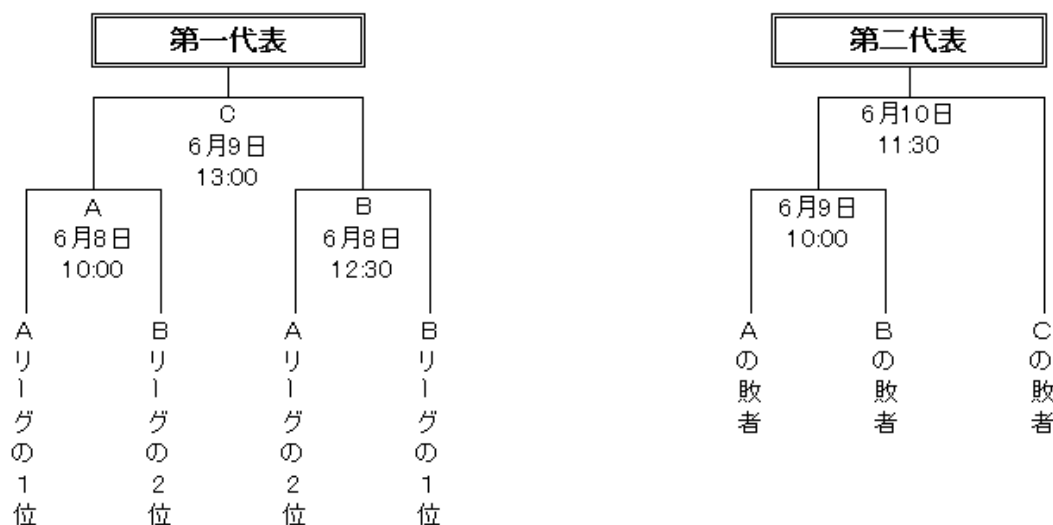 第一代表
C
6月9日
13:00
A
6月8日
10:00
B
6月8日
12:30
Aリーグの1位
Bリーグの2位
Aリーグの2位
Bリーグの1位
第二代表
6月10日
11:30
6月9日
10:00
Aの敗者
Bの敗者
Cの敗者